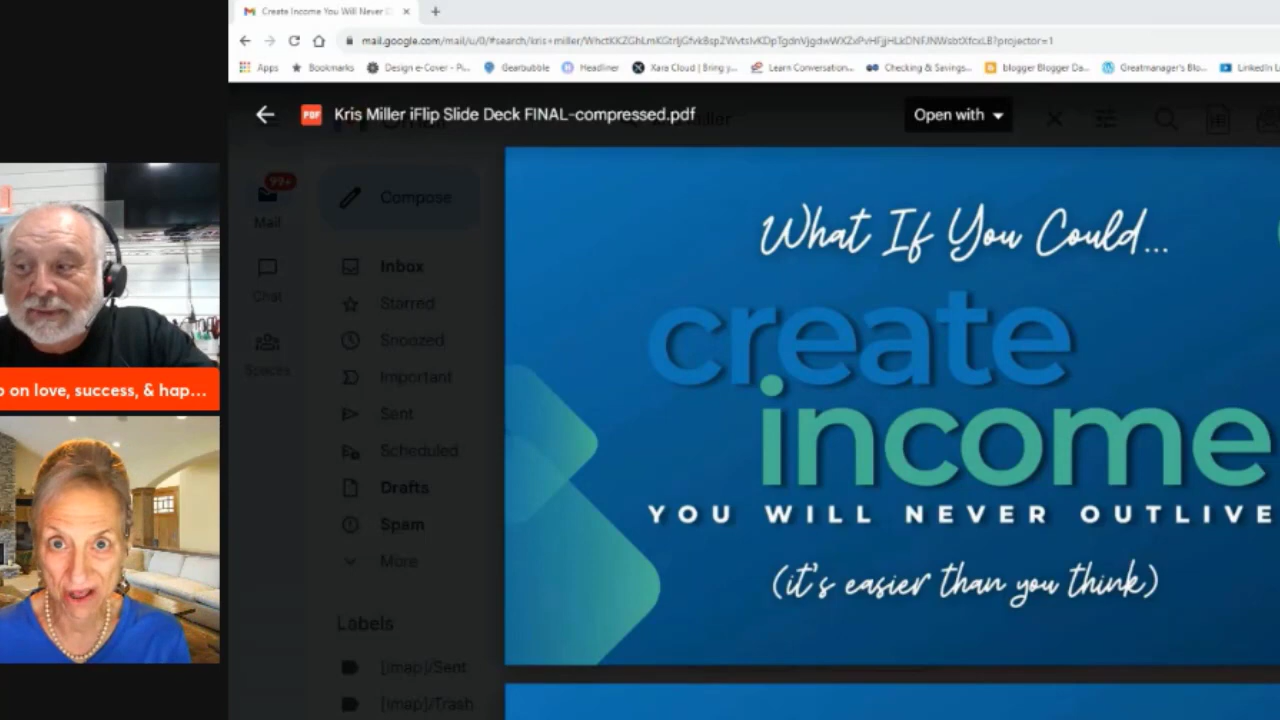 Create Income You Will Never
mail.google.com/mail/u/0/#search/kris+miller/
Apps
Bookmarks
Design e-Cover - Pi...
Gearbubble
Headliner
Xara Cloud | Bring y...
Learn Conversation...
Checking & Savings...
blogger Blogger Da...
Greatmanager's Blo...
LinkedIn L
PDF
Kris Miller iFlip Slide Deck FINAL-compressed.pdf
Open with
99+
Mail
Compose
Chat
Inbox
Starred
Spaces
Snoozed
Important
Sent
Scheduled
Drafts
Spam
More
Labels
[imap]/Sent
[imap]/Trash
on love, success, & hap...
What If You Could...
create
income
YOU WILL NEVER OUTLIVE
(it's easier than you think)